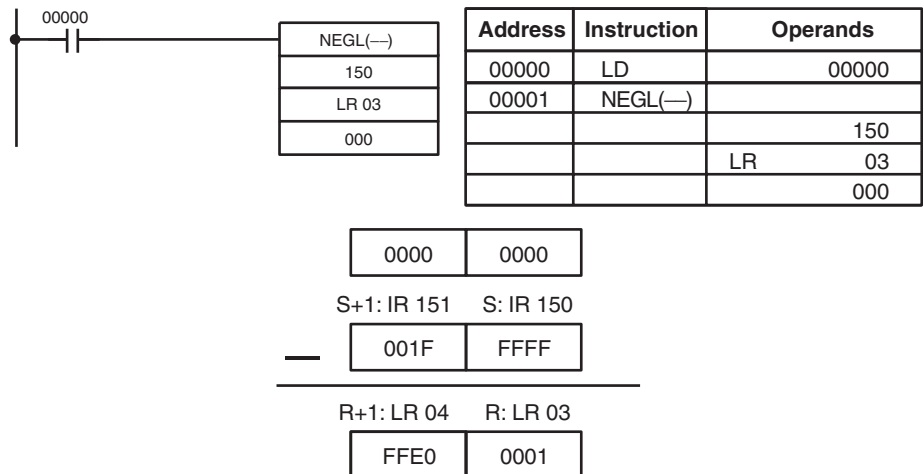 00000
NEGL(––)
150
LR 03
000
Address Instruction Operands
00000 LD 00000
00001 NEGL(––)
150
LR 03
000
0000 0000
S+1: IR 151 S: IR 150
001F FFFF
—
R+1: LR 04 R: LR 03
FFE0 0001